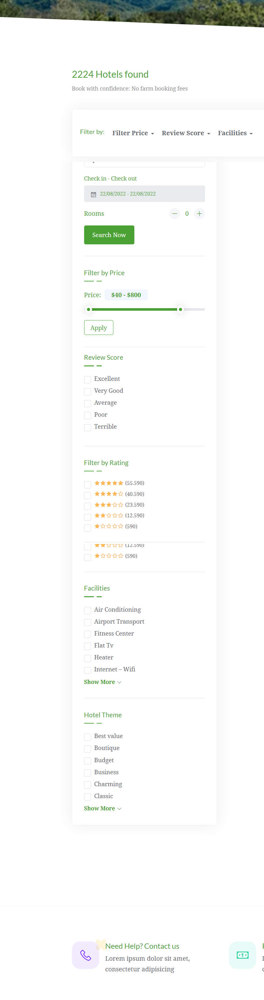 2224 Hotels found
Book with confidence: No farm booking fees
Filter by:
Filter Price
Review Score
Facilities
Check in - Check out
22/08/2022 - 22/08/2022
Rooms
0
Search Now
Filter by Price
Price: $40 - $800
Apply
Review Score
Excellent
Very Good
Average
Poor
Terrible
Filter by Rating
(55.590)
(40.590)
(23.590)
(12.590)
(590)
(12.590)
(590)
Facilities
Air Conditioning
Airport Transport
Fitness Center
Flat Tv
Heater
Internet – Wifi
Show More
Hotel Theme
Best value
Boutique
Budget
Business
Charming
Classic
Show More
Need Help? Contact us
Lorem ipsum dolor sit amet,
consectetur adipisicing